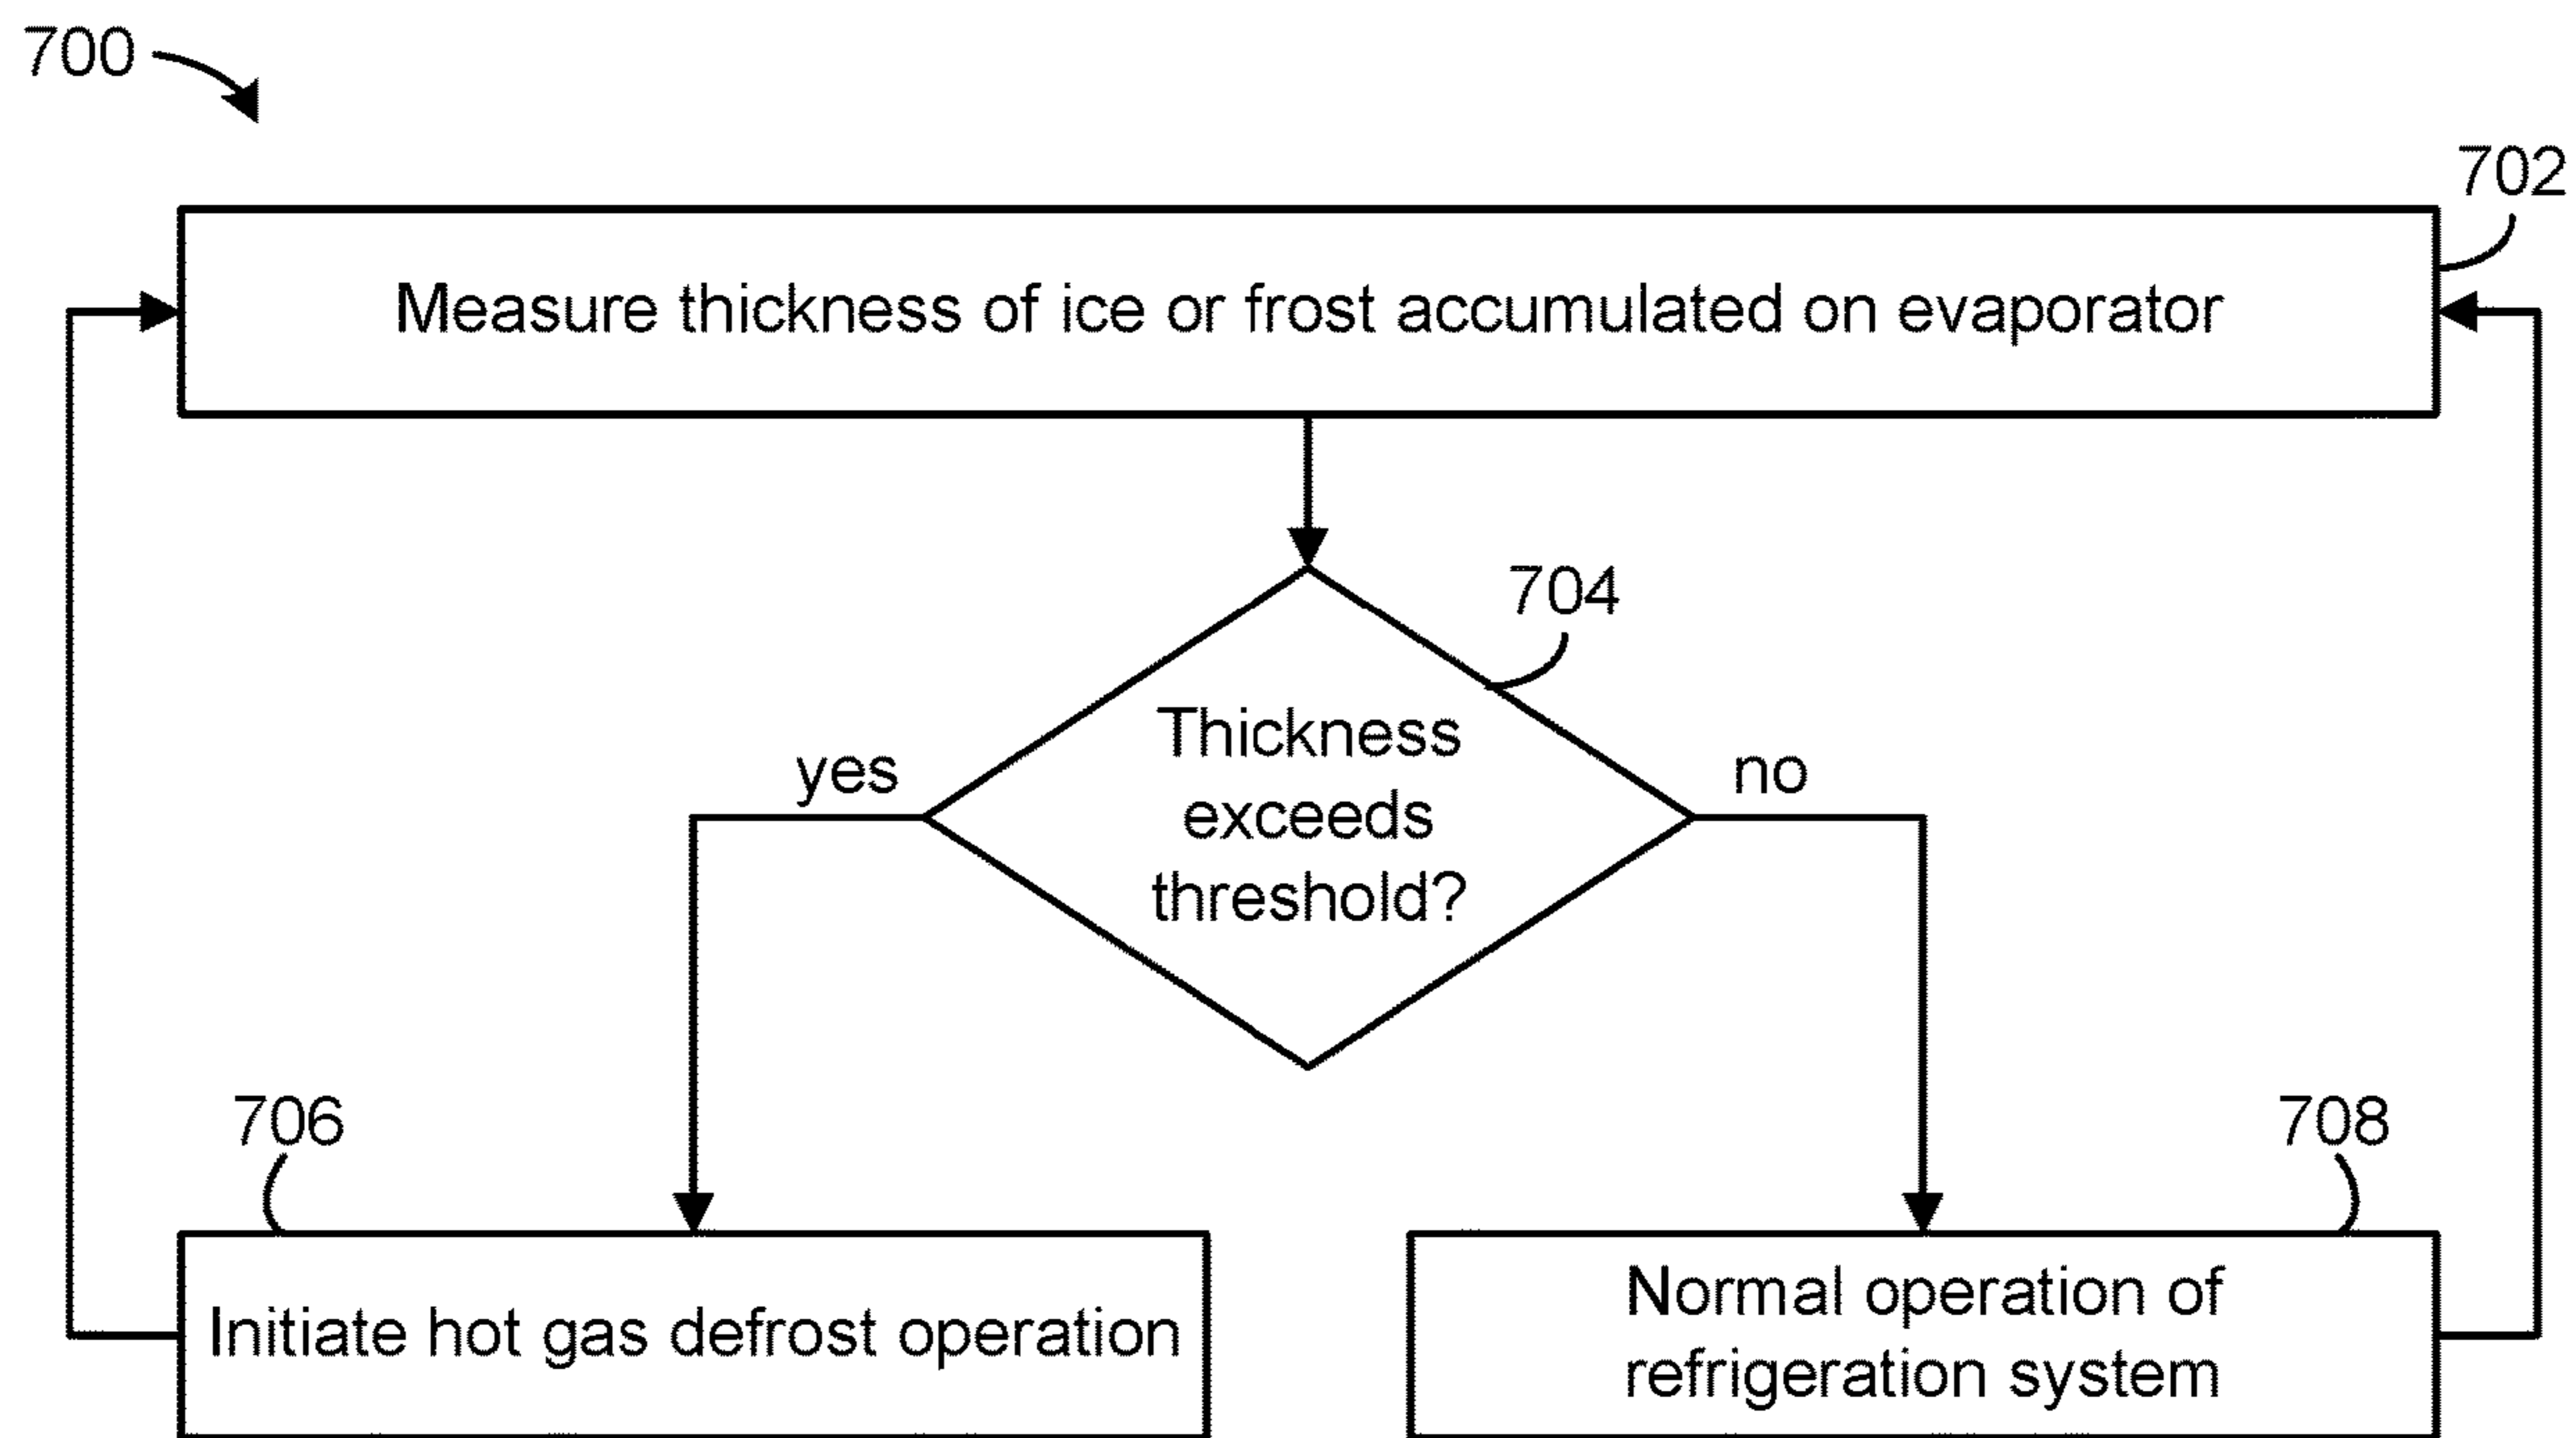 700
702
Measure thickness of ice or frost accumulated on evaporator
704
Thickness
exceeds
threshold?
yes
no
706
708
Initiate hot gas defrost operation
Normal operation of
refrigeration system